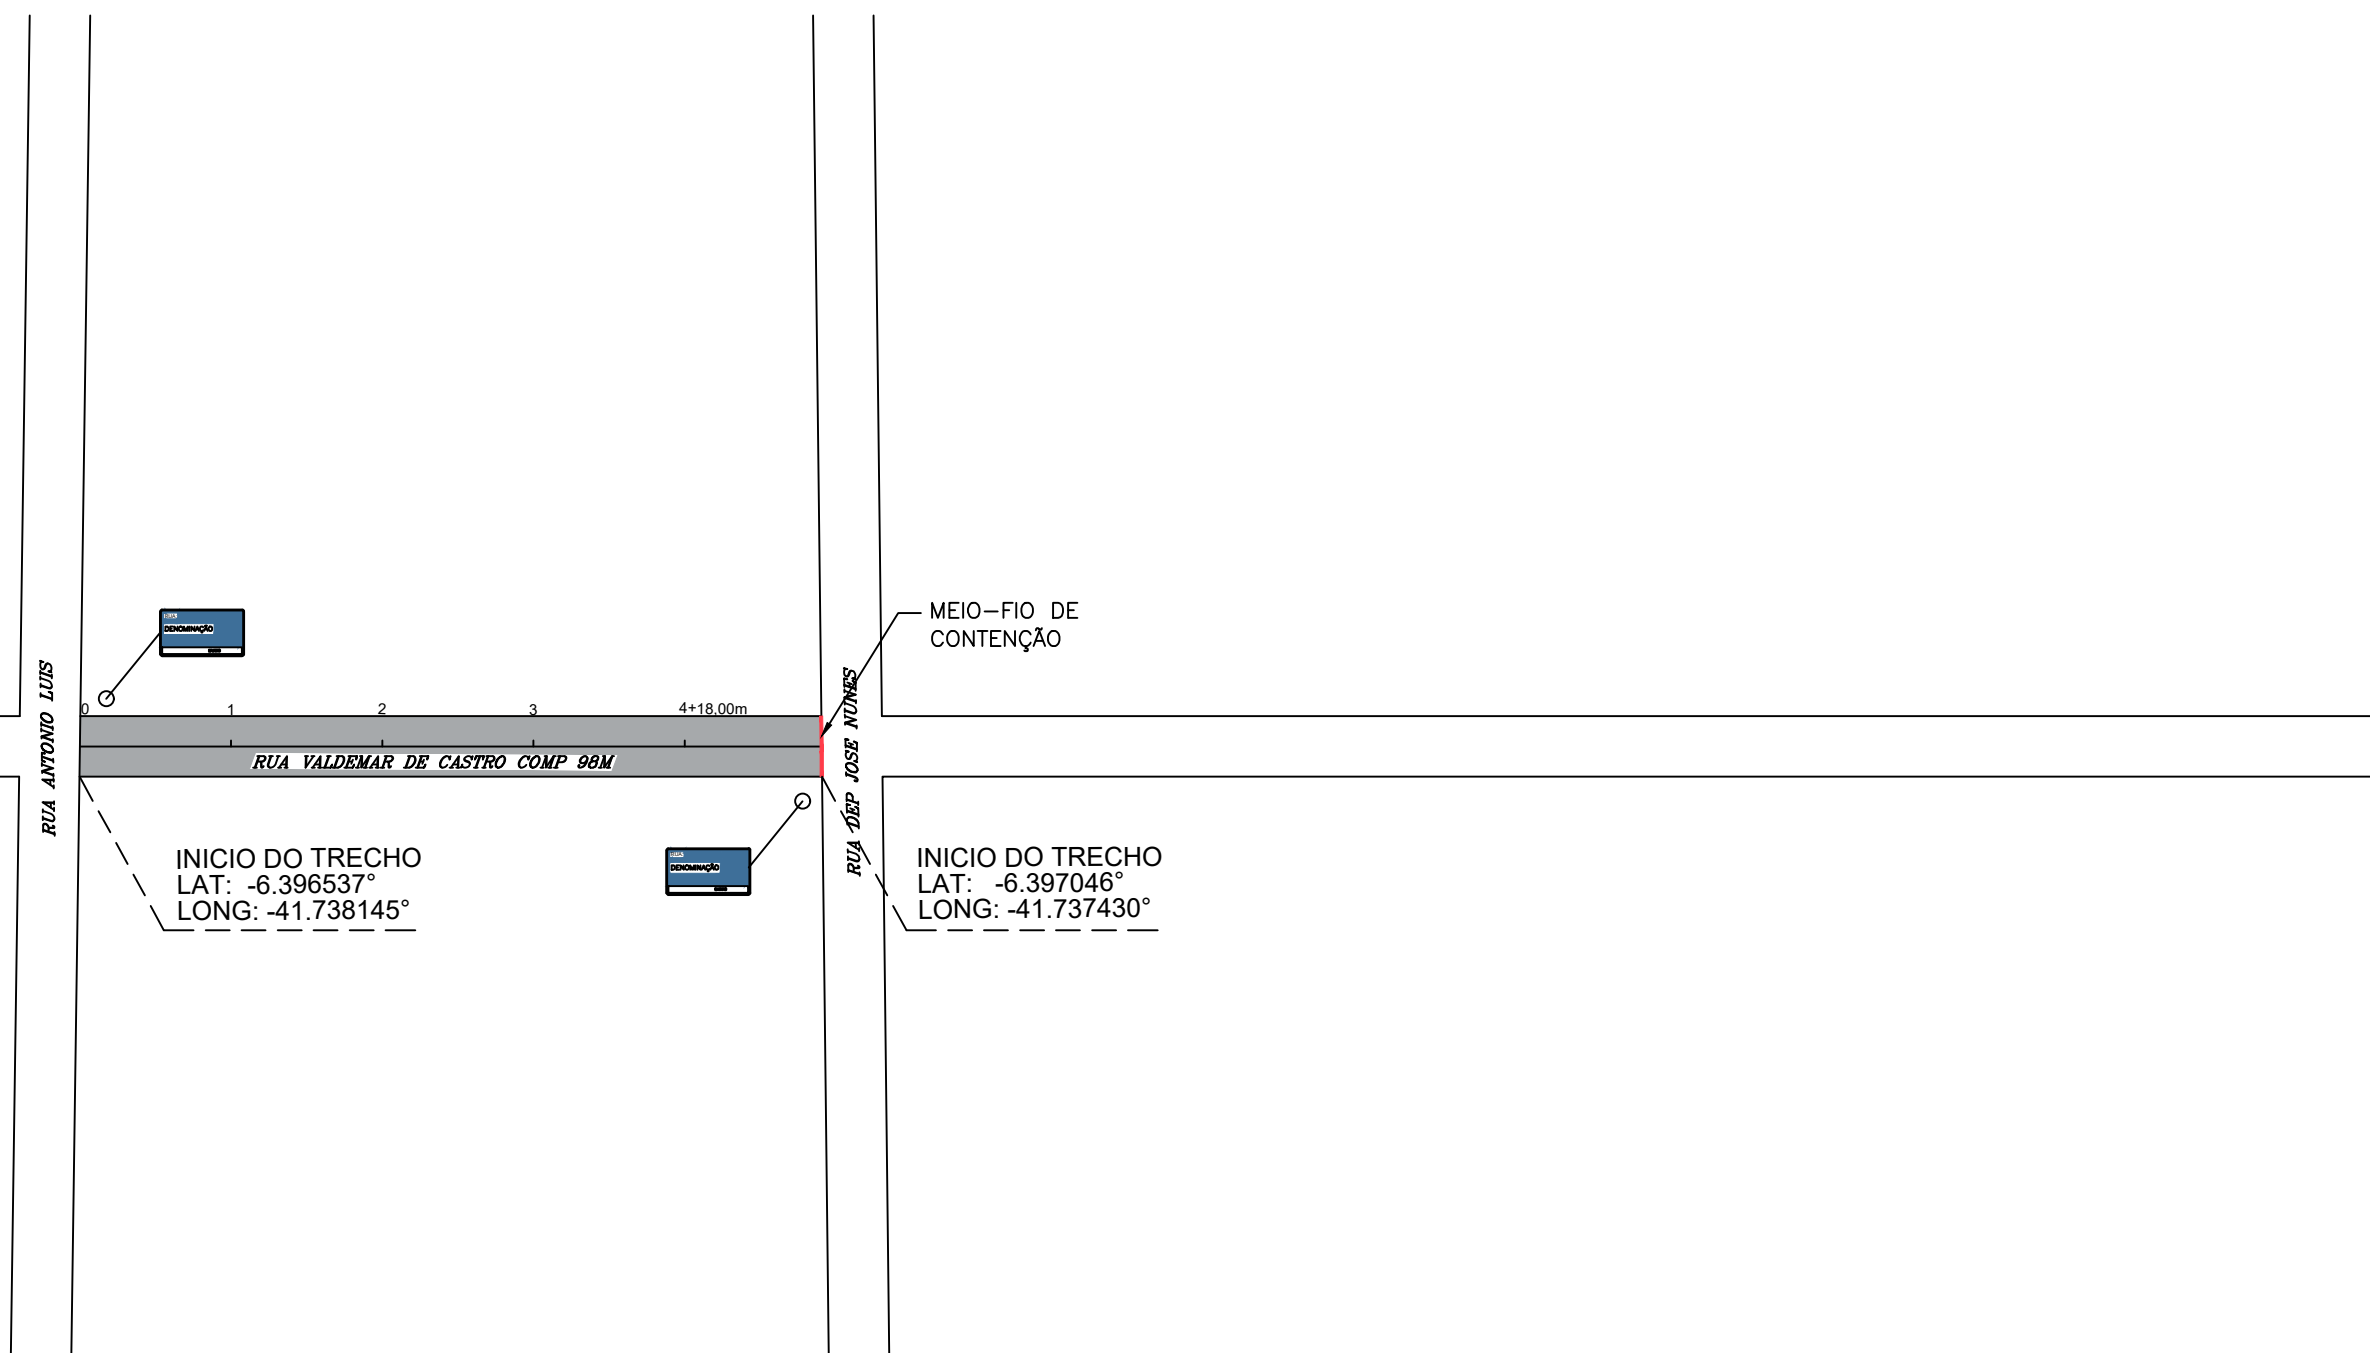 RUA
DENOMINAÇÃO
MEIO-FIO DE
CONTENÇÃO
RUA ANTONIO LUIS
RUA DEP JOSE NUNES
0
1
2
3
4+18,00m
RUA VALDEMAR DE CASTRO COMP 98M
RUA
DENOMINAÇÃO
INICIO DO TRECHO
LAT: -6.396537°
LONG: -41.738145°
INICIO DO TRECHO
LAT: -6.397046°
LONG: -41.737430°